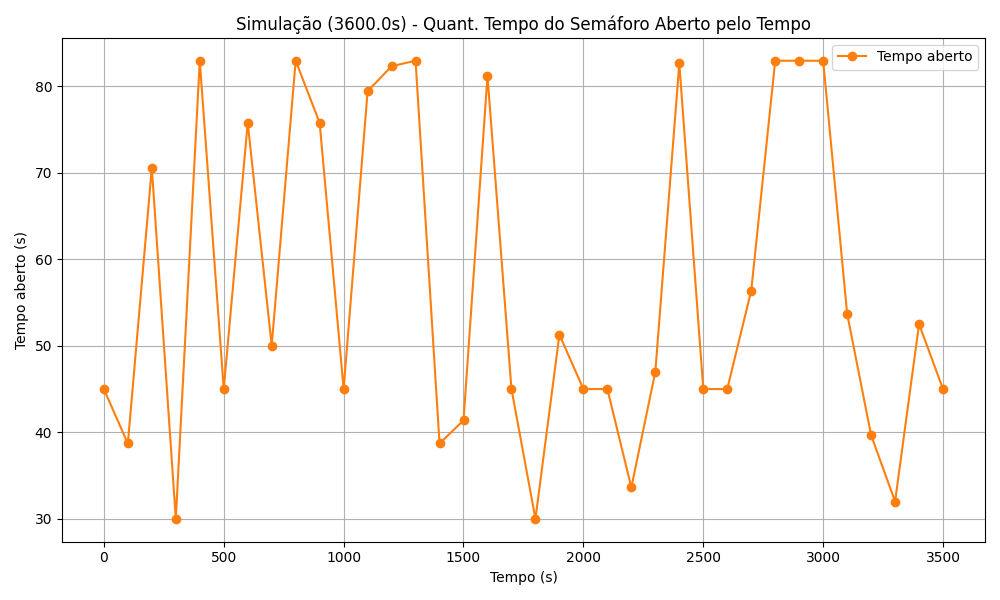 Simulação (3600.0s) - Quant. Tempo do Semáforo Aberto pelo Tempo
Tempo aberto
80
70
60
50
40
30
Tempo aberto (s)
0 500 1000 1500 2000 2500 3000 3500
Tempo (s)